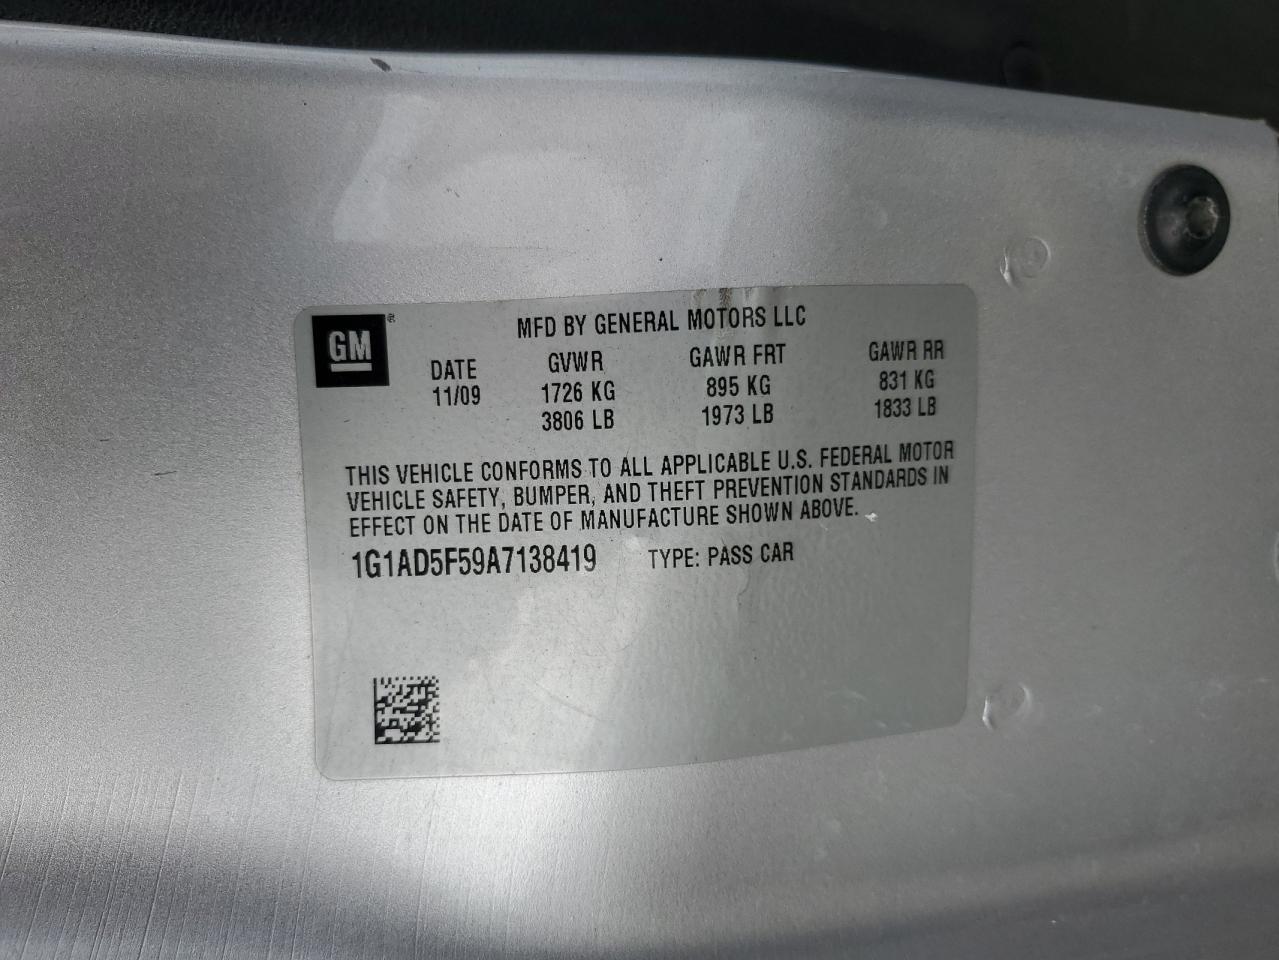 GM®
MFD BY GENERAL MOTORS LLC
DATE GVWR GAWR FRT GAWR RR
11/09 1726 KG 895 KG 831 KG
3806 LB 1973 LB 1833 LB
THIS VEHICLE CONFORMS TO ALL APPLICABLE U.S. FEDERAL MOTOR
VEHICLE SAFETY, BUMPER, AND THEFT PREVENTION STANDARDS IN
EFFECT ON THE DATE OF MANUFACTURE SHOWN ABOVE.
1G1AD5F59A7138419 TYPE: PASS CAR